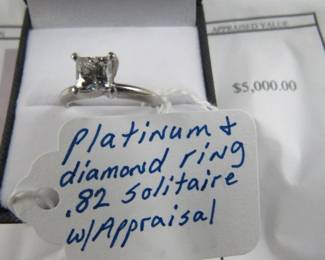 APPRAISED VALUE
$5,000.00
Platinum &
diamond ring
.82 Solitaire
w/Appraisal